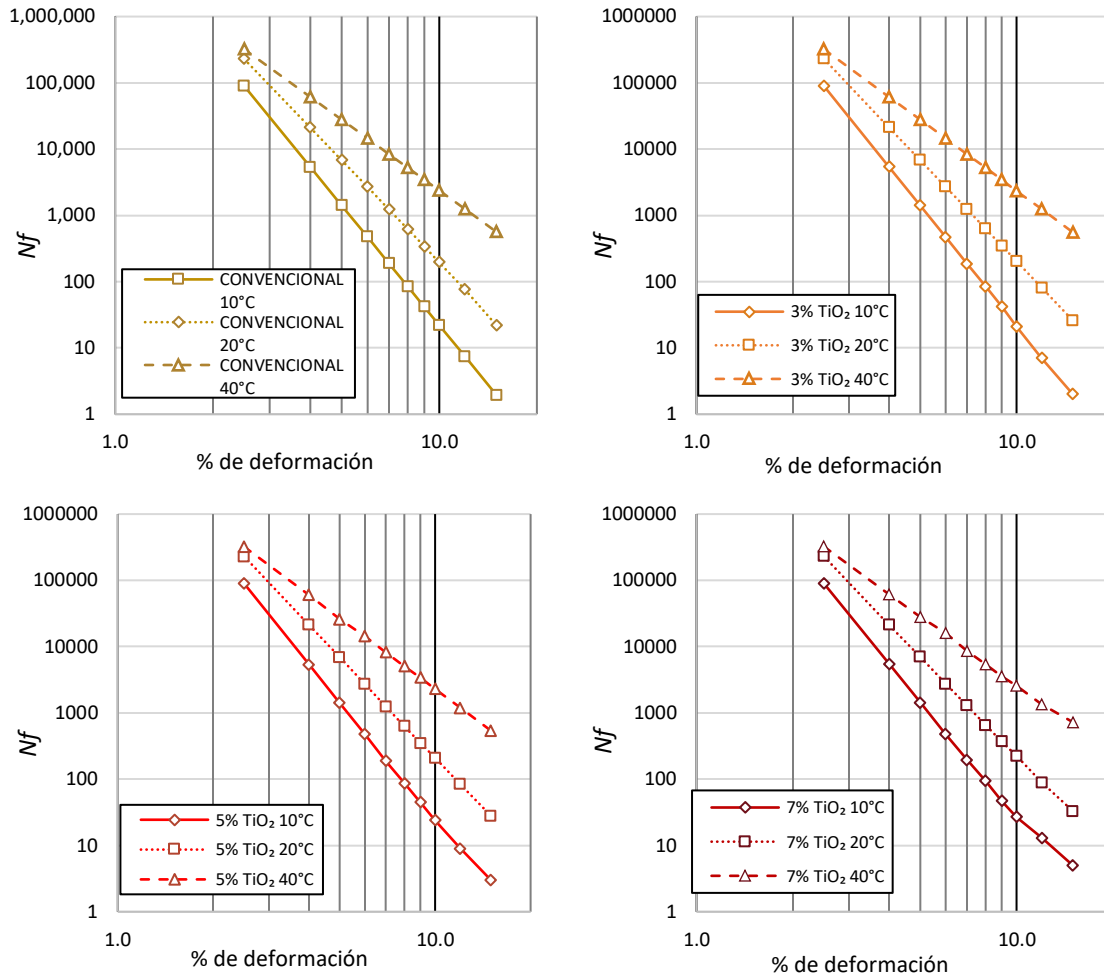 1,000,000
100,000
10,000
1,000
100
10
1
Nf
CONVENCIONAL
10°C
CONVENCIONAL
20°C
CONVENCIONAL
40°C
1.0 10.0
% de deformación
1000000
100000
10000
1000
100
10
1
Nf
3% TiO₂ 10°C
3% TiO₂ 20°C
3% TiO₂ 40°C
1.0 10.0
% de deformación
1000000
100000
10000
1000
100
10
1
Nf
5% TiO₂ 10°C
5% TiO₂ 20°C
5% TiO₂ 40°C
1.0 10.0
% de deformación
1000000
100000
10000
1000
100
10
1
Nf
7% TiO₂ 10°C
7% TiO₂ 20°C
7% TiO₂ 40°C
1.0 10.0
% de deformación